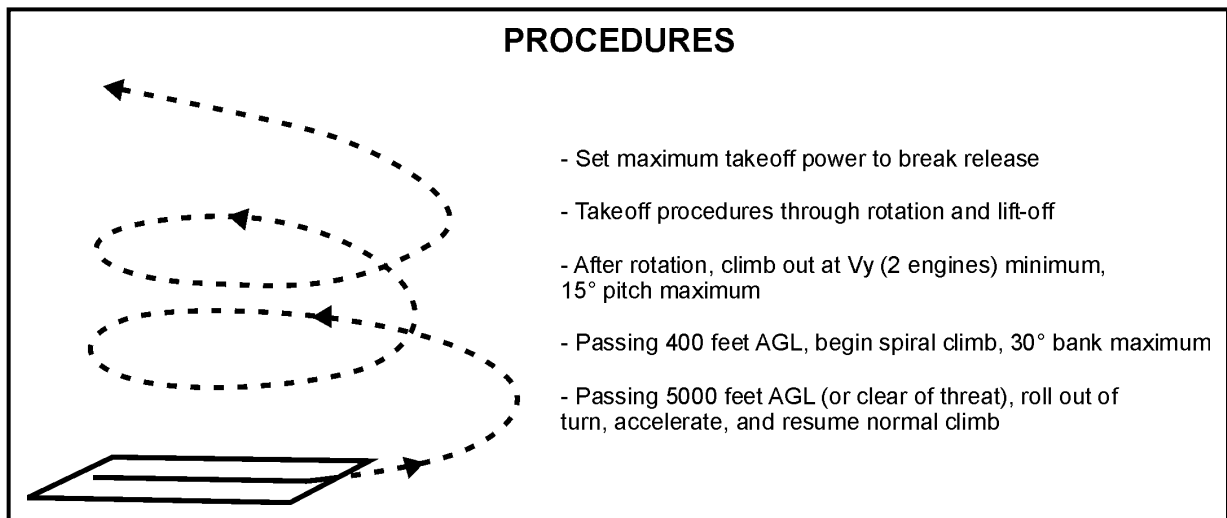 PROCEDURES
- Set maximum takeoff power to break release
- Takeoff procedures through rotation and lift-off
- After rotation, climb out at Vy (2 engines) minimum,
15° pitch maximum
- Passing 400 feet AGL, begin spiral climb, 30° bank maximum
- Passing 5000 feet AGL (or clear of threat), roll out of
turn, accelerate, and resume normal climb